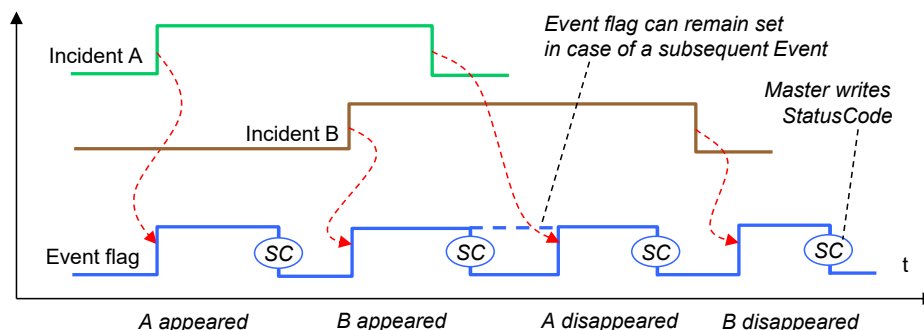 Event flag can remain set
in case of a subsequent Event
Incident A
Master writes
StatusCode
Incident B
Event flag
SC
SC
SC
SC
t
A appeared
B appeared
A disappeared
B disappeared